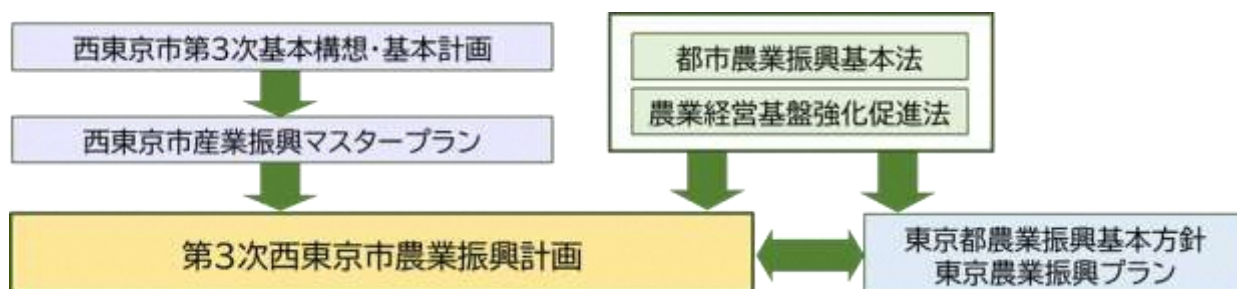 西東京市第3次基本構想・基本計画
都市農業振興基本法
農業経営基盤強化促進法
西東京市産業振興マスタープラン
第3次西東京市農業振興計画
東京都農業振興基本方針
東京農業振興プラン